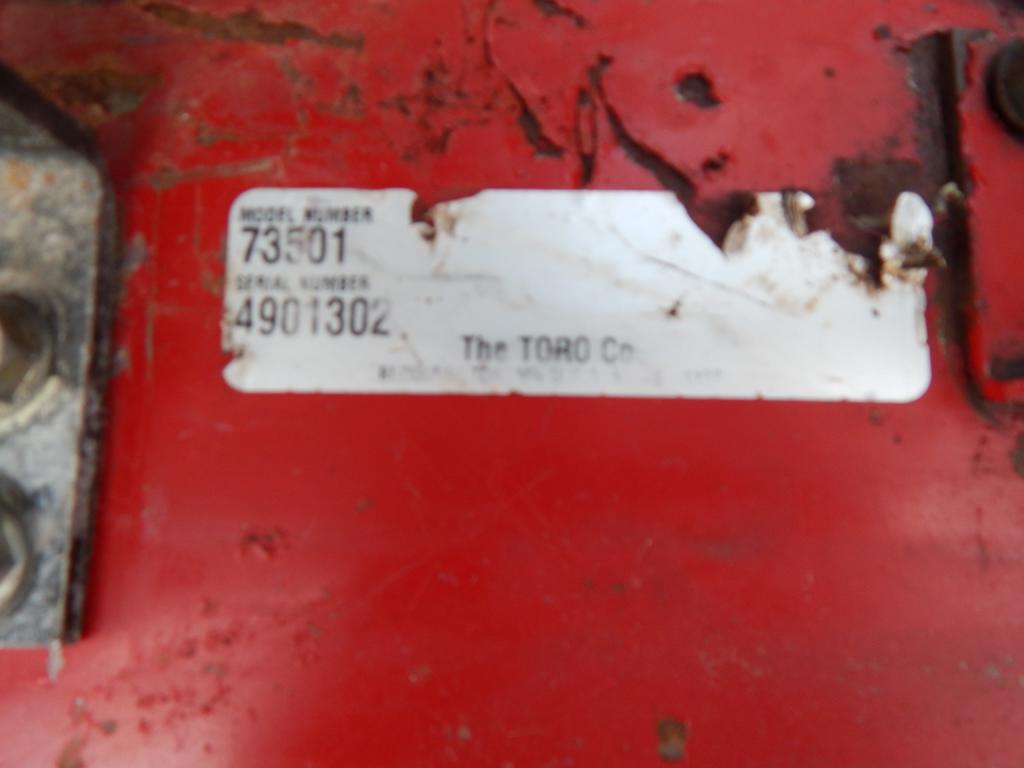 MODEL NUMBER
73501
SERIAL NUMBER
4901302
The TORO Co